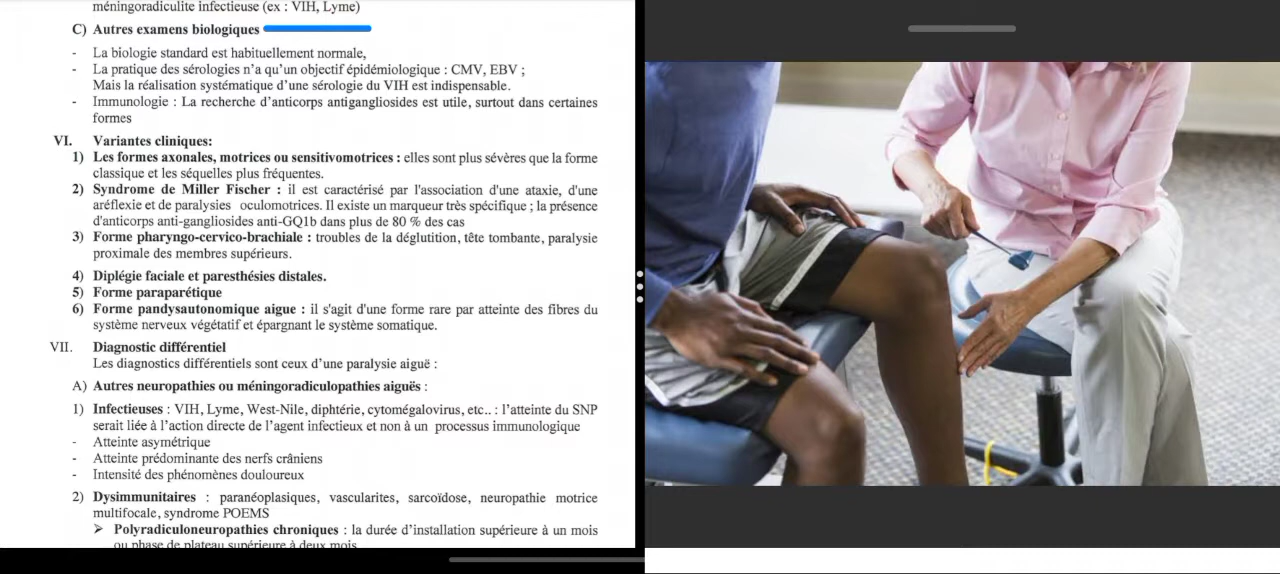 méningoradiculite infectieuse (ex : VIH, Lyme)
C) Autres examens biologiques
- La biologie standard est habituellement normale,
- La pratique des sérologies n'a qu'un objectif épidémiologique : CMV, EBV ;
Mais la réalisation systématique d'une sérologie du VIH est indispensable.
- Immunologie : La recherche d'anticorps antigangliosides est utile, surtout dans certaines
formes
VI. Variantes cliniques:
1) Les formes axonales, motrices ou sensitivomotrices : elles sont plus sévères que la forme
classique et les séquelles plus fréquentes.
2) Syndrome de Miller Fischer : il est caractérisé par l'association d'une ataxie, d'une
aréflexie et de paralysies oculomotrices. Il existe un marqueur très spécifique ; la présence
d'anticorps anti-gangliosides anti-GQ1b dans plus de 80 % des cas
3) Forme pharyngo-cervico-brachiale : troubles de la déglutition, tête tombante, paralysie
proximale des membres supérieurs.
4) Diplégie faciale et paresthésies distales.
5) Forme paraparétique
6) Forme pandysautonomique aigue : il s'agit d'une forme rare par atteinte des fibres du
système nerveux végétatif et épargnant le système somatique.
VII. Diagnostic différentiel
Les diagnostics différentiels sont ceux d'une paralysie aiguë :
A) Autres neuropathies ou méningoradiculopathies aiguës :
1) Infectieuses : VIH, Lyme, West-Nile, diphtérie, cytomégalovirus, etc.. : l'atteinte du SNP
serait liée à l'action directe de l'agent infectieux et non à un processus immunologique
- Atteinte asymétrique
- Atteinte prédominante des nerfs crâniens
- Intensité des phénomènes douloureux
2) Dysimmunitaires : paranéoplasiques, vascularites, sarcoïdose, neuropathie motrice
multifocale, syndrome POEMS
➤ Polyradiculoneuropathies chroniques : la durée d'installation supérieure à un mois
ou phase de plateau supérieure à deux mois